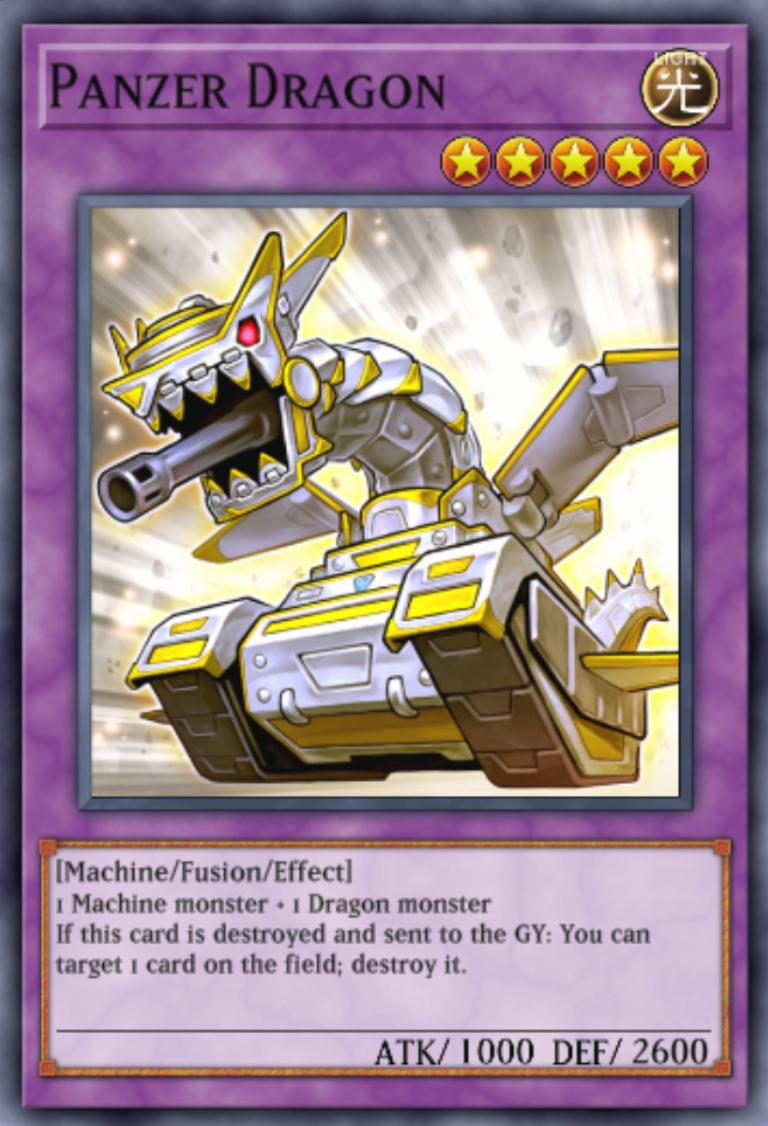 PANZER DRAGON
LIGHT
光
[Machine/Fusion/Effect]
1 Machine monster + 1 Dragon monster
If this card is destroyed and sent to the GY: You can
target 1 card on the field; destroy it.
ATK/ 1000 DEF/ 2600